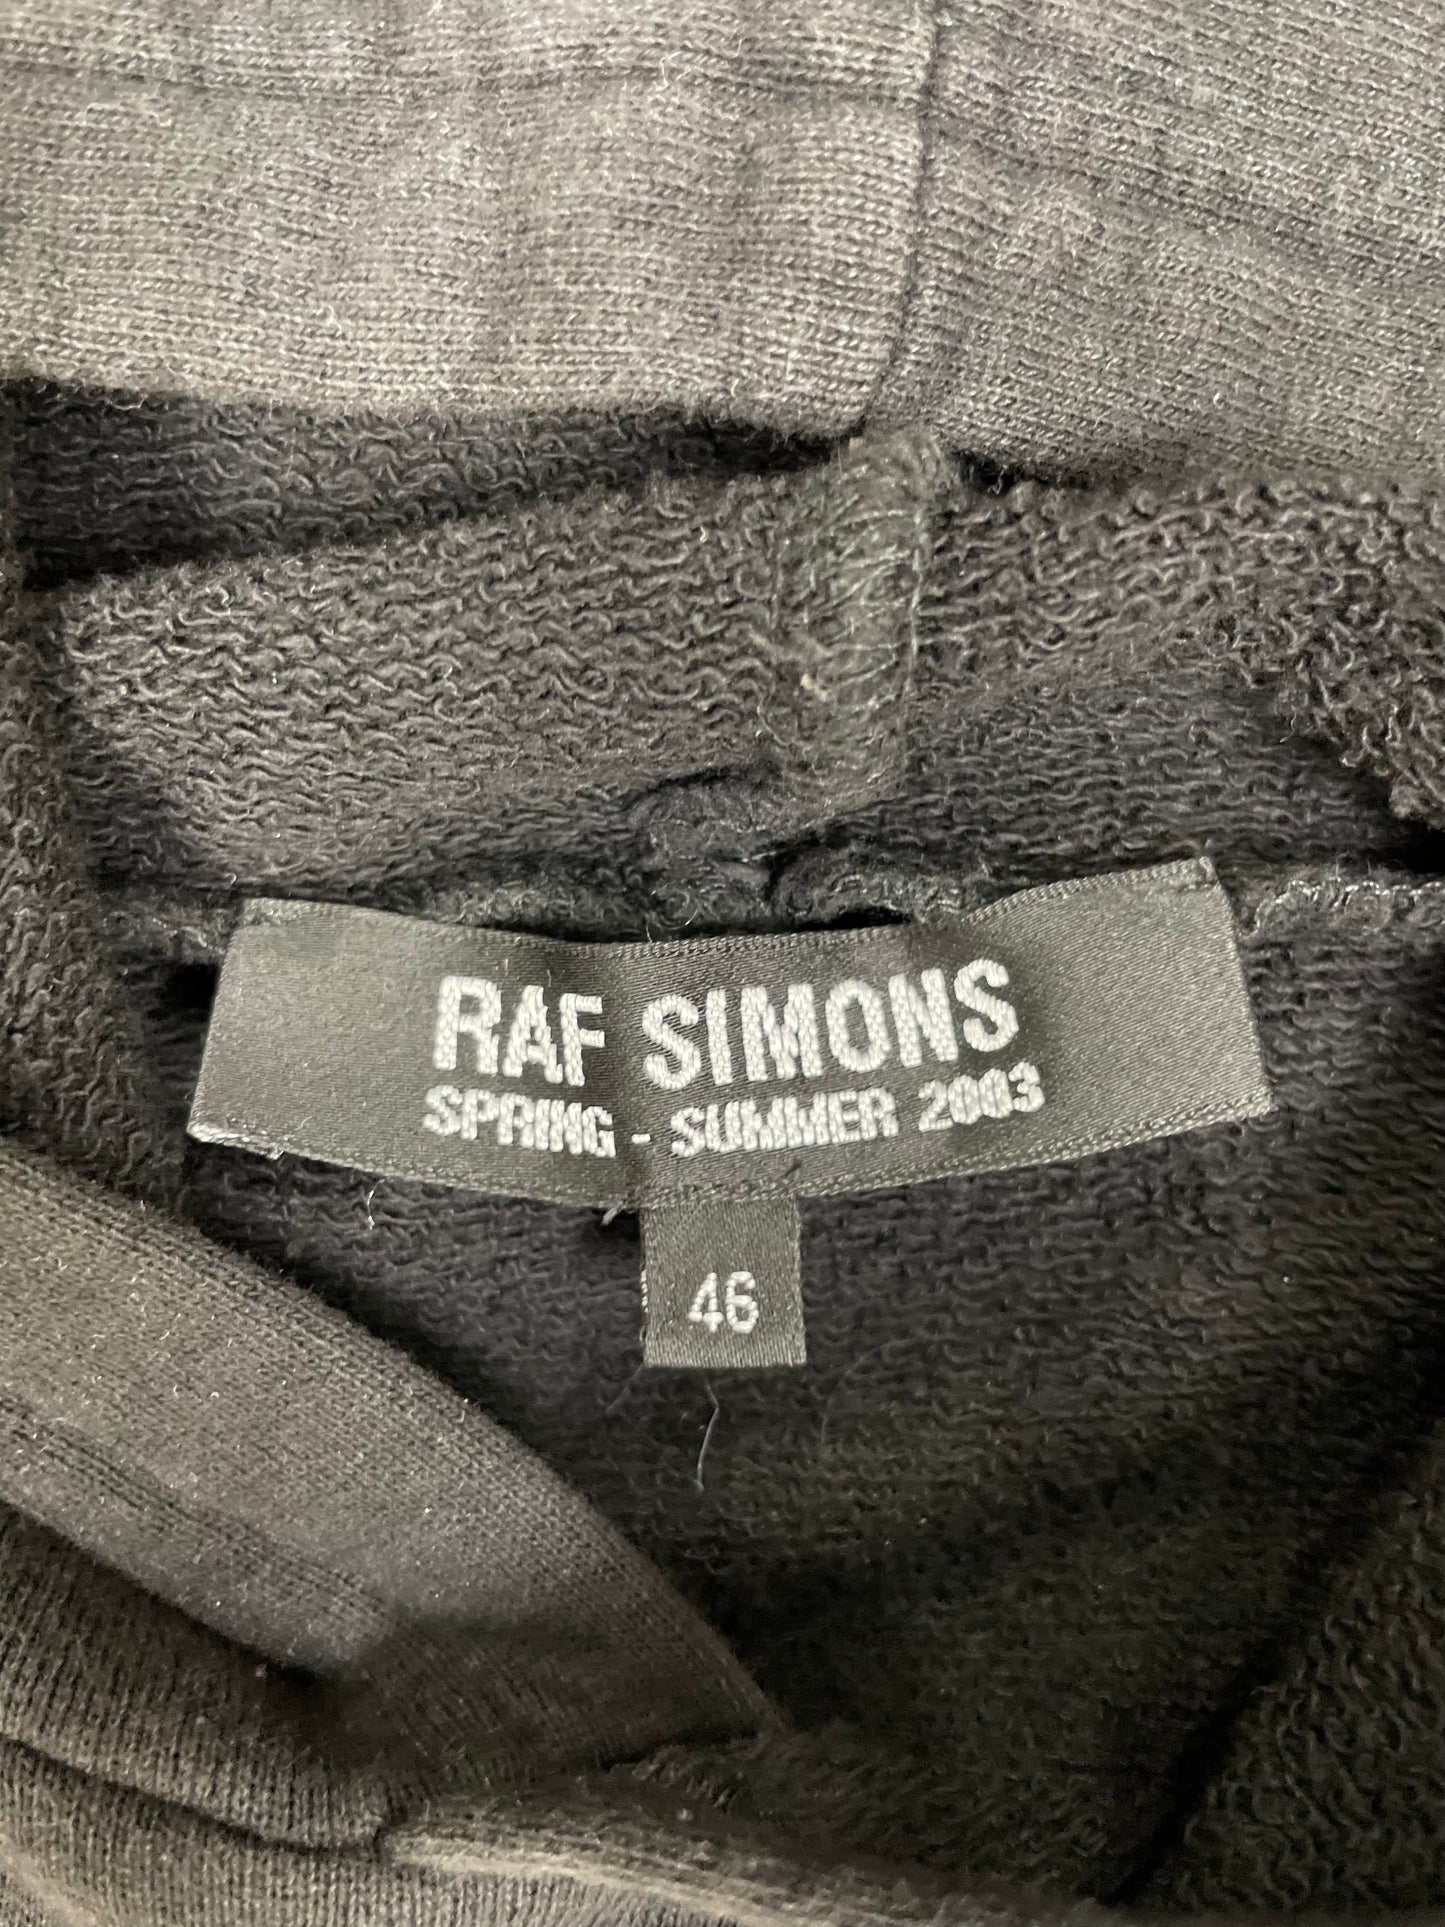 RAF SIMONS
SPRING - SUMMER 2003
46